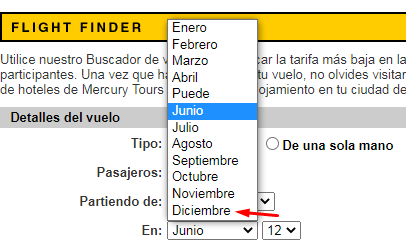 FLIGHT FINDER
Utilice nuestro Buscador de v car la tarifa más baja en la
participantes. Una vez que ha tu vuelo, no olvides visitar
de hoteles de Mercury Tours ojamiento en tu ciudad de
Detalles del vuelo
Enero
Febrero
Marzo
Abril
Puede
Junio
Julio
Agosto
Septiembre
Octubre
Noviembre
Diciembre
Tipo: De una sola mano
Pasajeros:
Partiendo de:
En: Junio 12